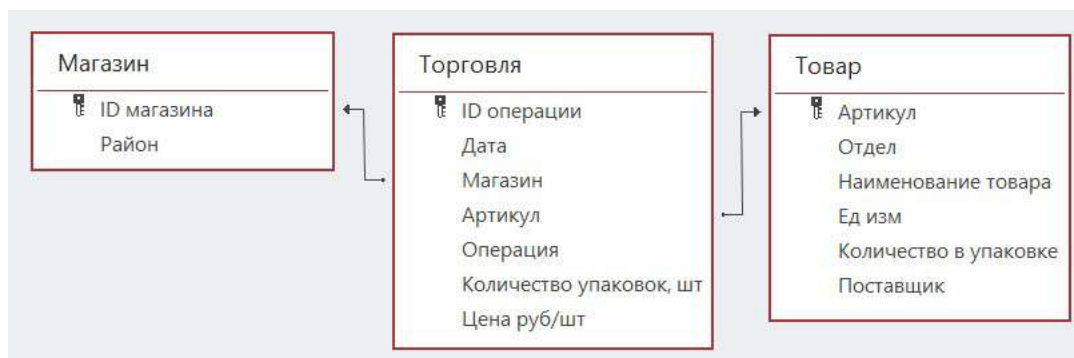 Магазин
ID магазина
Район
Торговля
ID операции
Дата
Магазин
Артикул
Операция
Количество упаковок, шт
Цена руб/шт
Товар
Артикул
Отдел
Наименование товара
Ед изм
Количество в упаковке
Поставщик